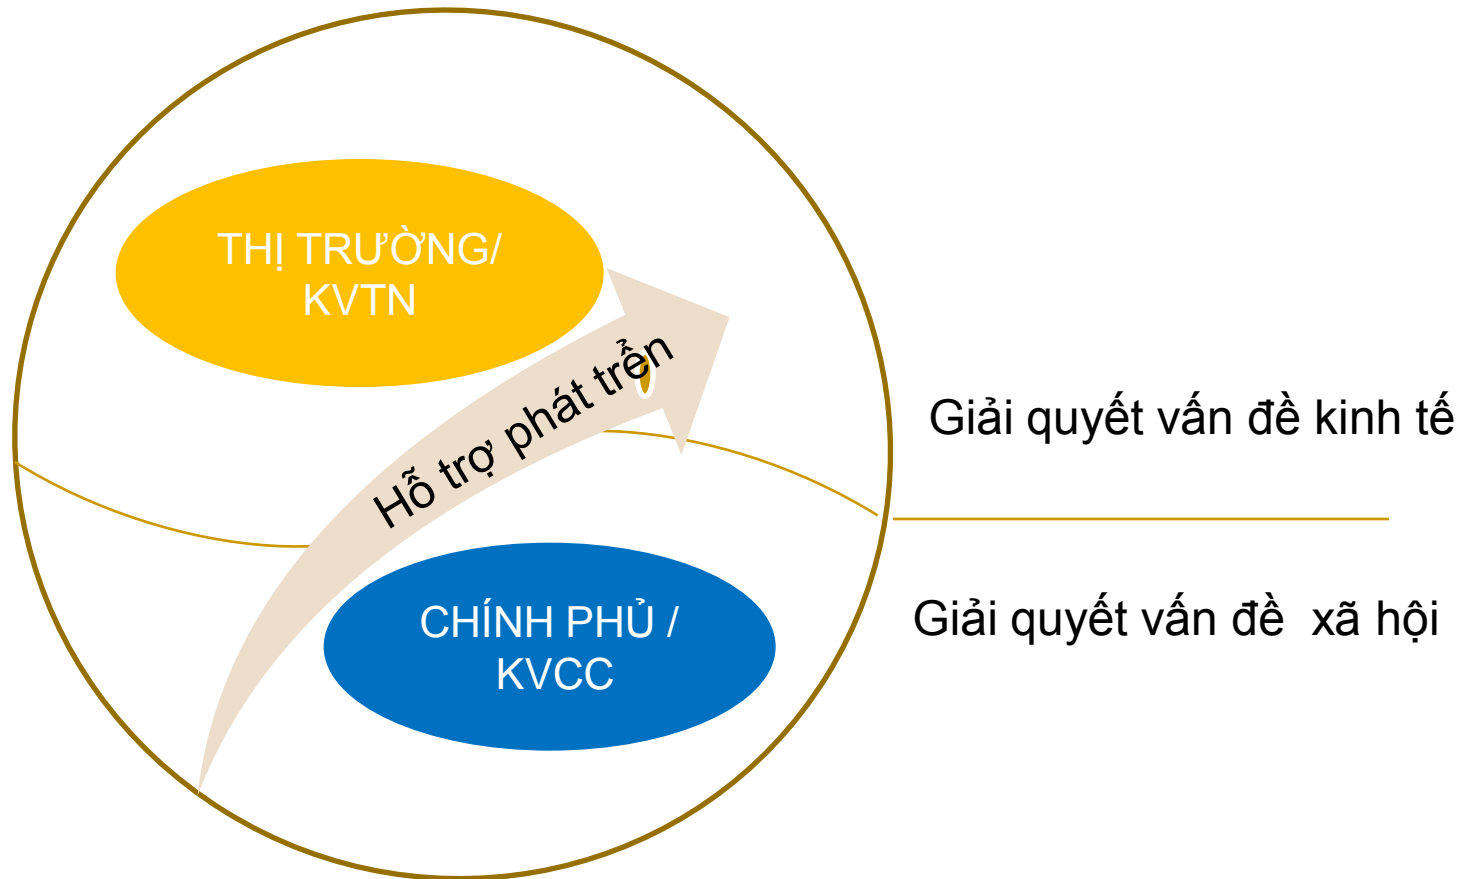 THỊ TRƯỜNG/
KVTN
Hỗ trợ phát trển
Giải quyết vấn đề kinh tế
CHÍNH PHỦ /
KVCC
Giải quyết vấn đề  xã hội